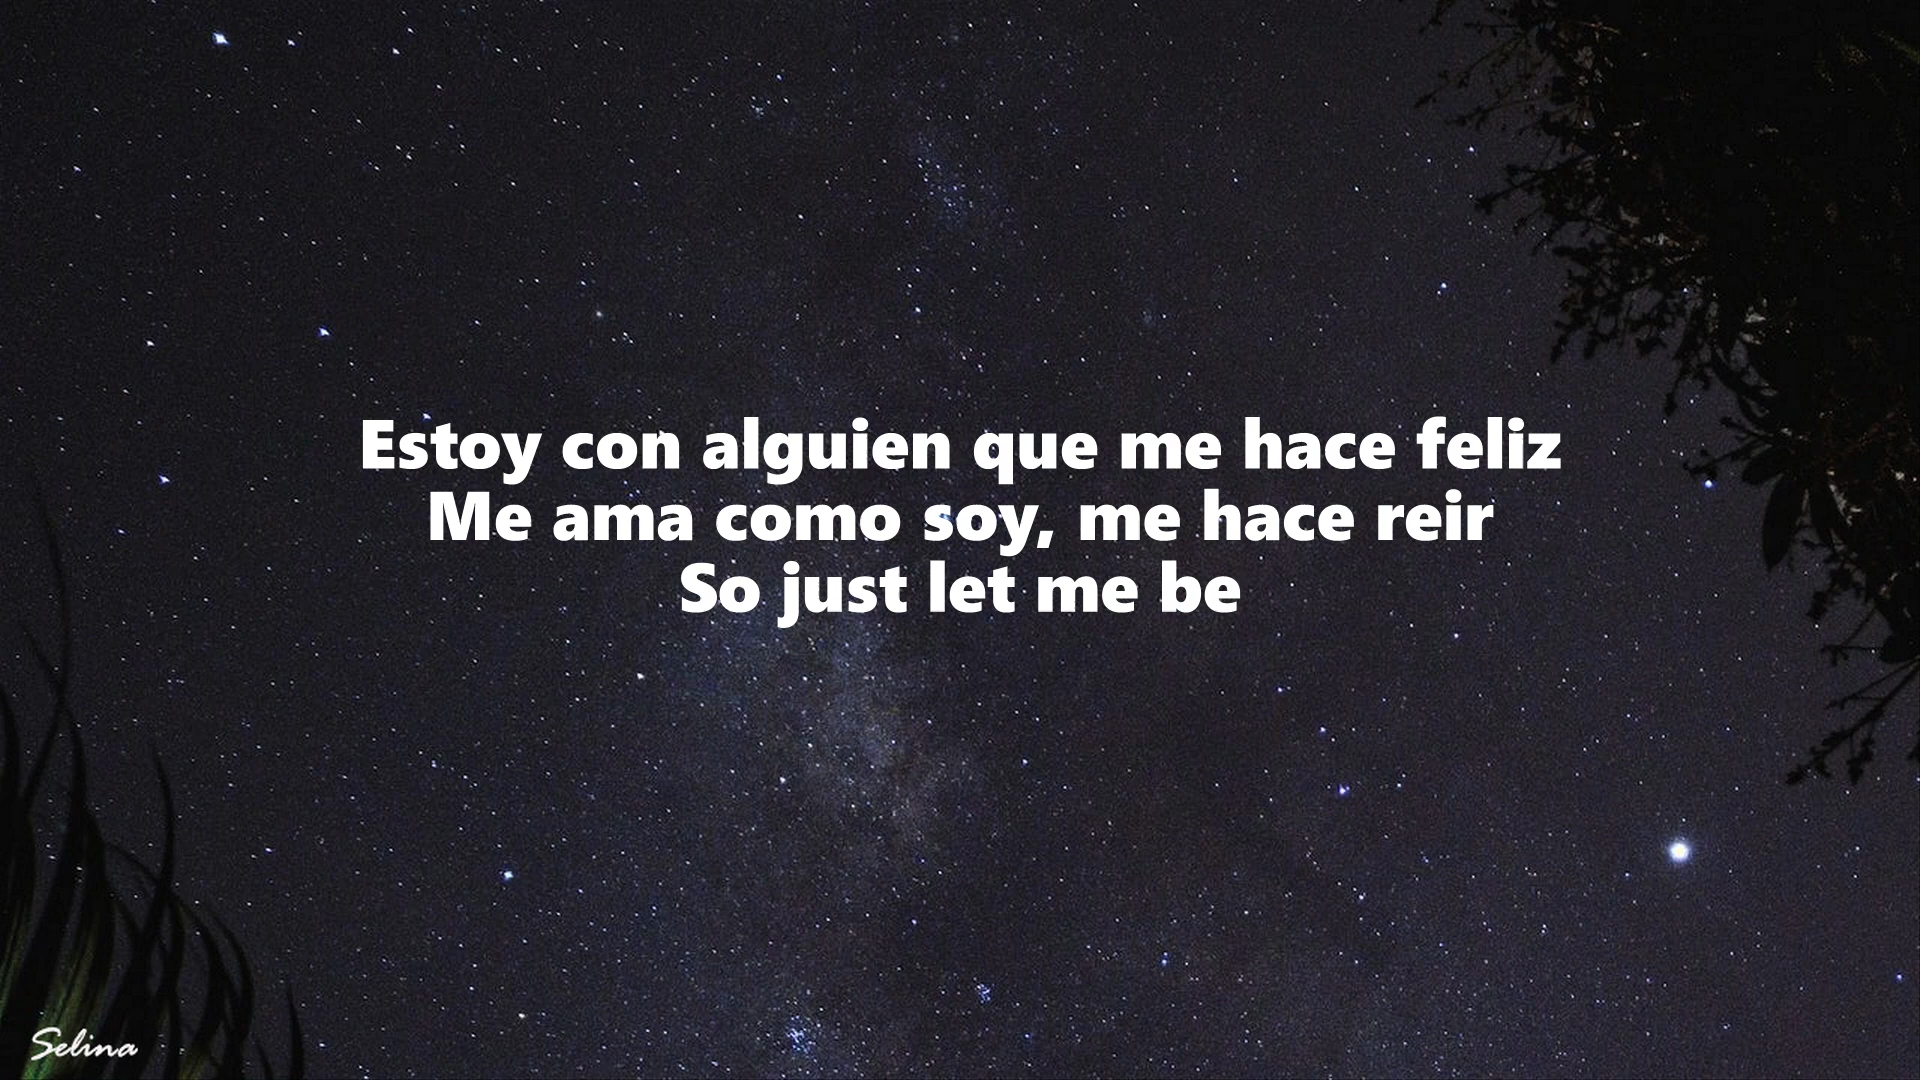 Estoy con alguien que me hace feliz
Me ama como soy, me hace reir
So just let me be
Selina